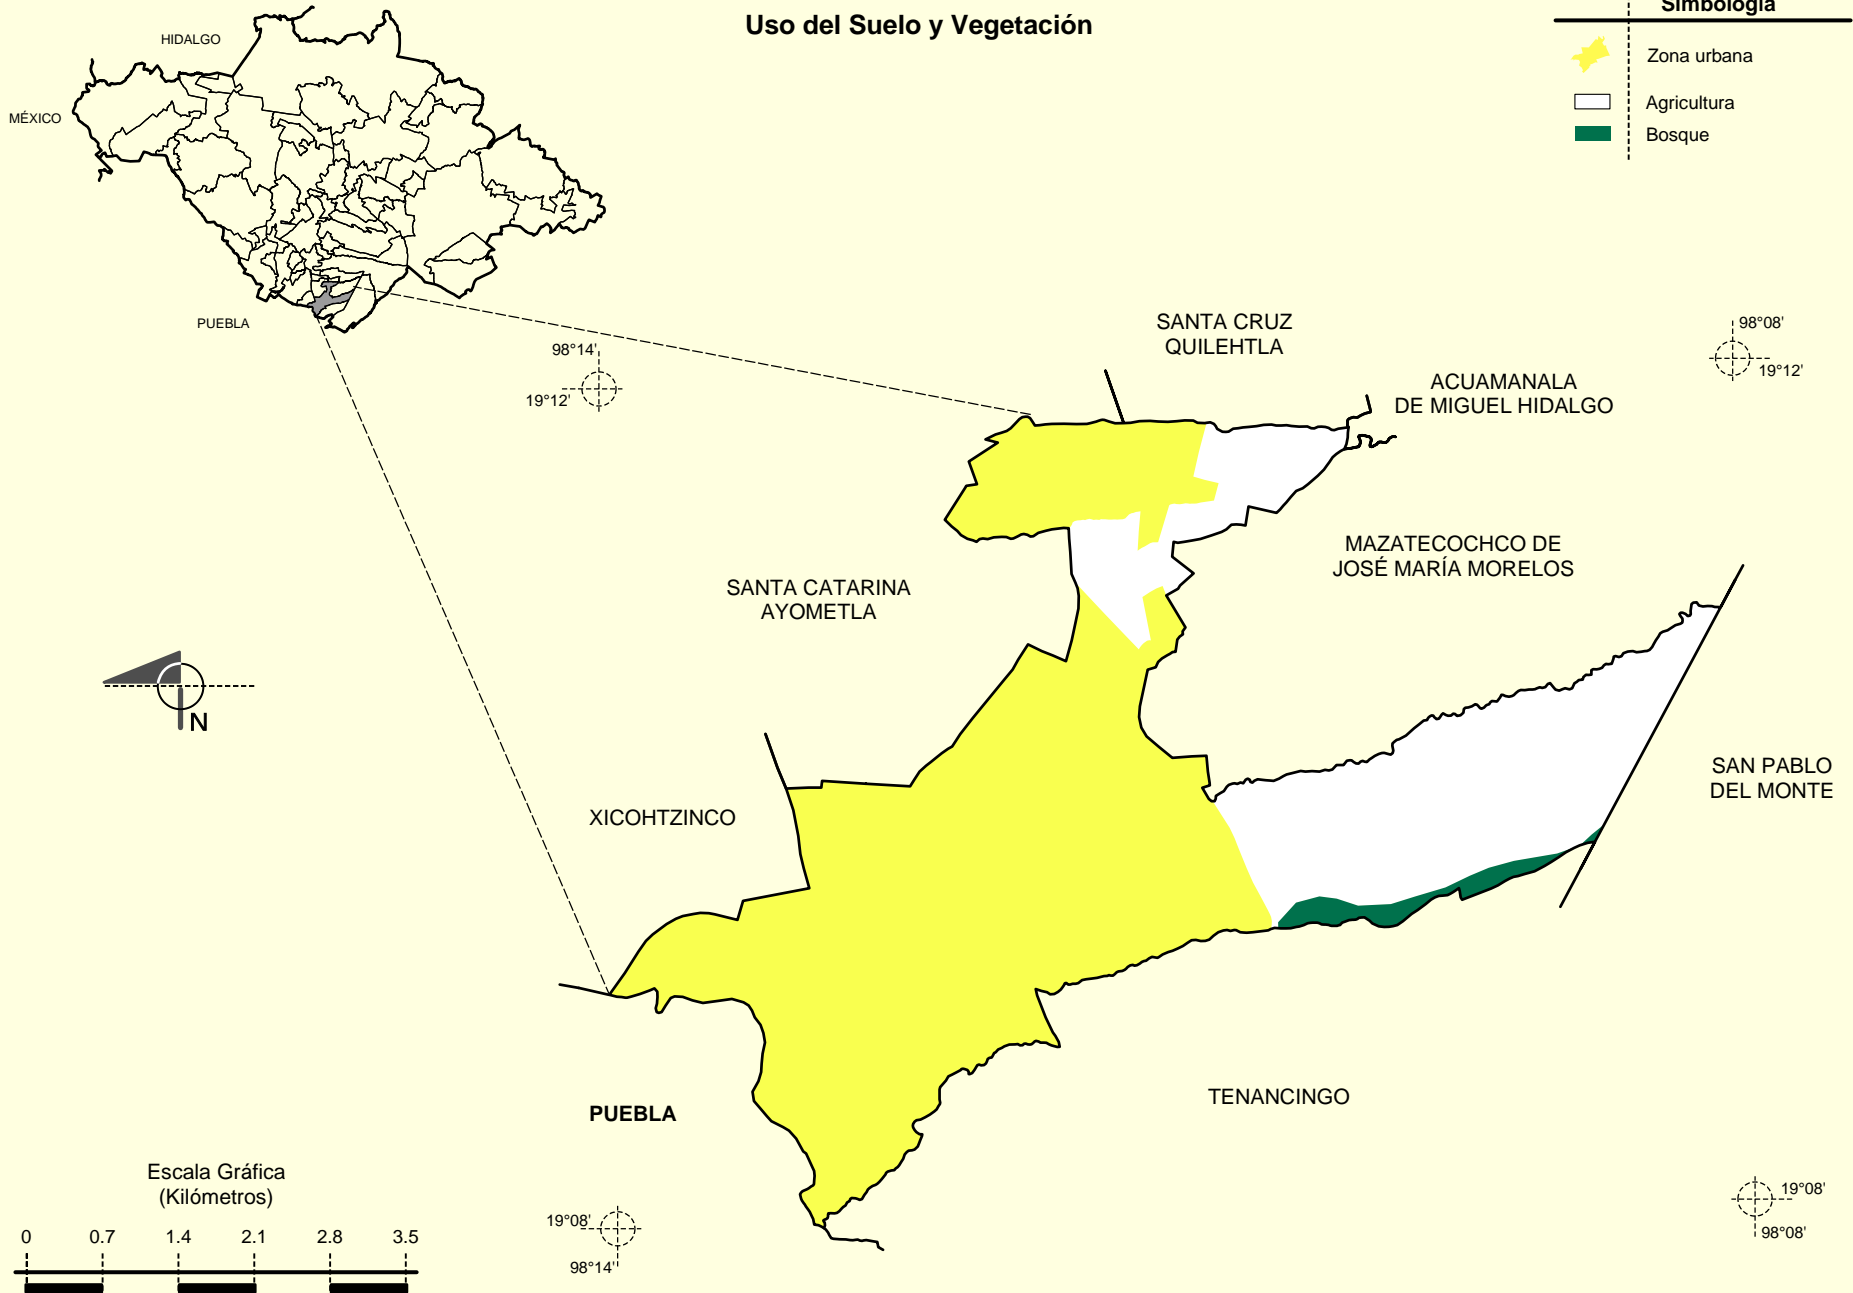 Uso del Suelo y Vegetación
Simbología
Zona urbana
Agricultura
Bosque
HIDALGO
MÉXICO
PUEBLA
98°14'
19°12'
98°08'
19°12'
SANTA CRUZ
QUILEHTLA
ACUAMANALA
DE MIGUEL HIDALGO
MAZATECOCHCO DE
JOSÉ MARÍA MORELOS
SANTA CATARINA
AYOMETLA
N
XICOHTZINCO
SAN PABLO
DEL MONTE
TENANCINGO
PUEBLA
Escala Gráfica
(Kilómetros)
0 0.7 1.4 2.1 2.8 3.5
19°08'
98°14''
19°08'
98°08'